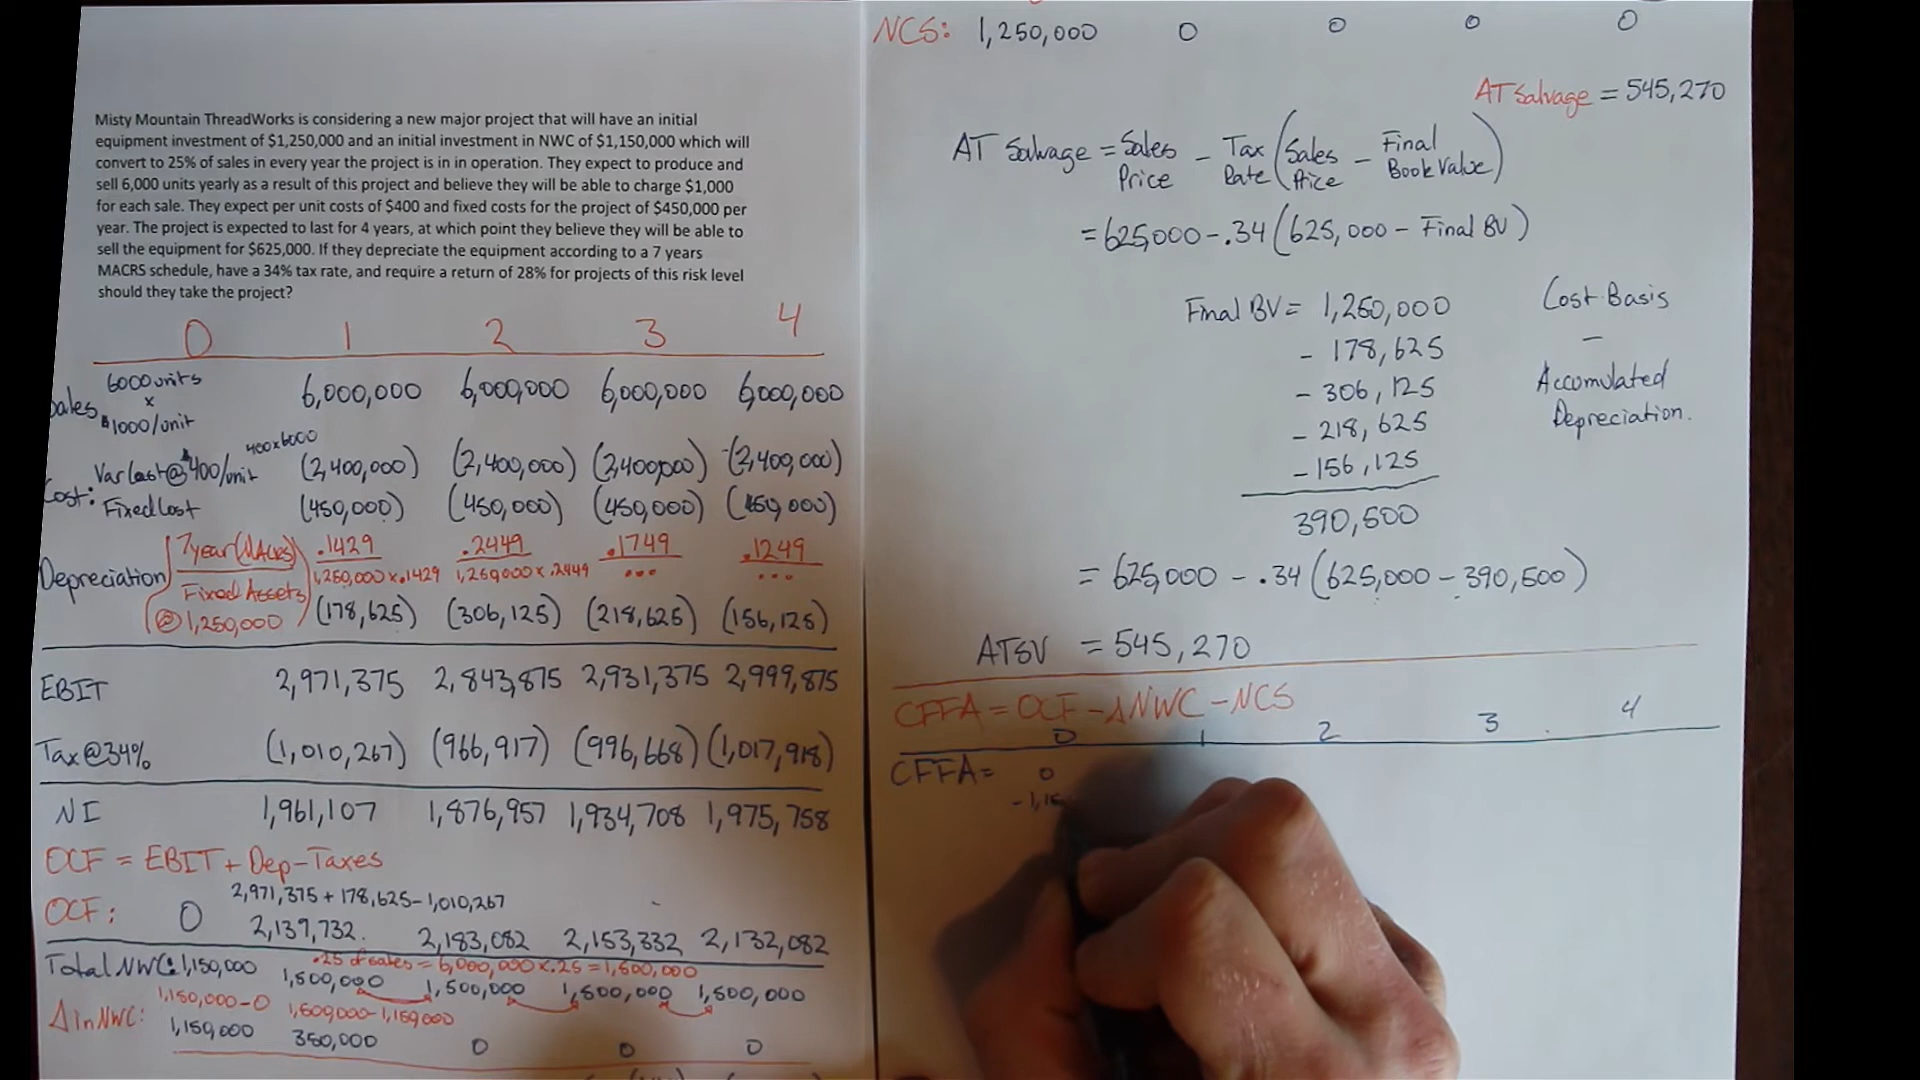 Misty Mountain ThreadWorks is considering a new major project that will have an initial
equipment investment of $1,250,000 and an initial investment in NWC of $1,150,000 which will
convert to 25% of sales in every year the project is in in operation. They expect to produce and
sell 6,000 units yearly as a result of this project and believe they will be able to charge $1,000
for each sale. They expect per unit costs of $400 and fixed costs for the project of $450,000 per
year. The project is expected to last for 4 years, at which point they believe they will be able to
sell the equipment for $625,000. If they depreciate the equipment according to a 7 years
MACRS schedule, have a 34% tax rate, and require a return of 28% for projects of this risk level
should they take the project?
0 1 2 3 4
Sales 6000 units x $1000/unit 6,000,000 6,000,000 6,000,000 6,000,000
400x6000
Cost: Var Cost @ $400/unit (2,400,000) (2,400,000) (2,400,000) (2,400,000)
Fixed Cost (450,000) (450,000) (450,000) (450,000)
7 year (MACRS) .1429 .2449 .1749 .1249
Depreciation Fixed Assets 1,250,000 x .1429 1,250,000 x .2449 ... ...
@ 1,250,000 (178,625) (306,125) (218,625) (156,125)
EBIT 2,971,375 2,843,875 2,931,375 2,999,875
Tax @ 34% (1,010,267) (966,917) (996,668) (1,017,918)
NI 1,961,107 1,876,957 1,934,708 1,975,758
OCF = EBIT + Dep - Taxes
2,971,375 + 178,625 - 1,010,267
OCF: 0 2,139,732 2,183,082 2,153,332 2,132,082
.25 of sales = 6,000,000 x .25 = 1,500,000
Total NWC: 1,150,000 1,500,000 1,500,000 1,500,000 1,500,000
1,150,000 - 0 1,500,000 - 1,150,000
Δ in NWC: 1,150,000 350,000 0 0 0
NCS: 1,250,000 0 0 0 0
AT Salvage = 545,270
AT Salvage = Sales Price - Tax Rate (Sales Price - Final Book Value)
= 625,000 - .34 (625,000 - Final BV)
Final BV = 1,250,000 Cost Basis
- 178,625 -
- 306,125 Accumulated
- 218,625 Depreciation.
- 156,125
390,500
= 625,000 - .34 (625,000 - 390,500)
ATSV = 545,270
CFFA = OCF - ΔNWC - NCS
0 1 2 3 4
CFFA = 0
- 1,15